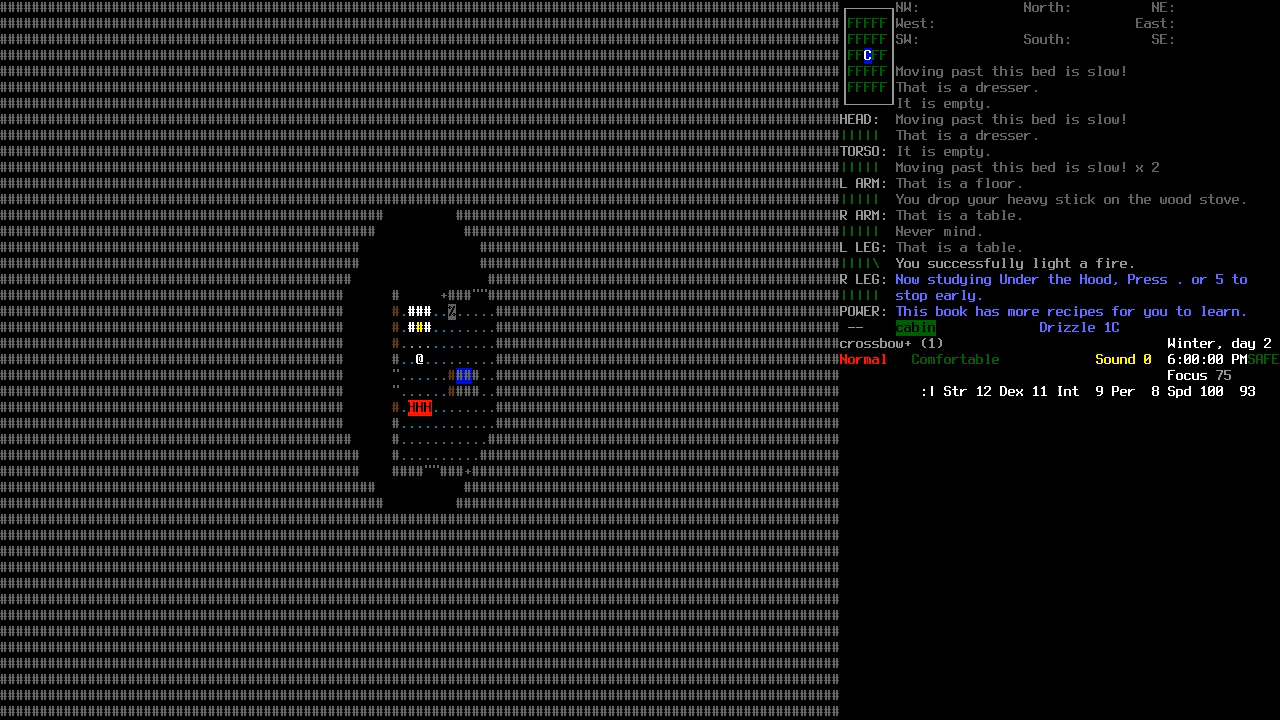 NW: North: NE:
FFFFF West: East:
FFFFF SW: South: SE:
FFCFF
FFFFF Moving past this bed is slow!
FFFFF That is a dresser.
It is empty.
HEAD: Moving past this bed is slow!
||||| That is a dresser.
TORSO: It is empty.
||||| Moving past this bed is slow! x 2
L ARM: That is a floor.
||||| You drop your heavy stick on the wood stove.
R ARM: That is a table.
||||| Never mind.
L LEG: That is a table.
||||\ You successfully light a fire.
R LEG: Now studying Under the Hood, Press . or 5 to
||||| stop early.
POWER: This book has more recipes for you to learn.
-- cabin Drizzle 1C
crossbow+ (1) Winter, day 2
Normal Comfortable Sound 0 6:00:00 PM SAFE
Focus 75
:| Str 12 Dex 11 Int 9 Per 8 Spd 100 93